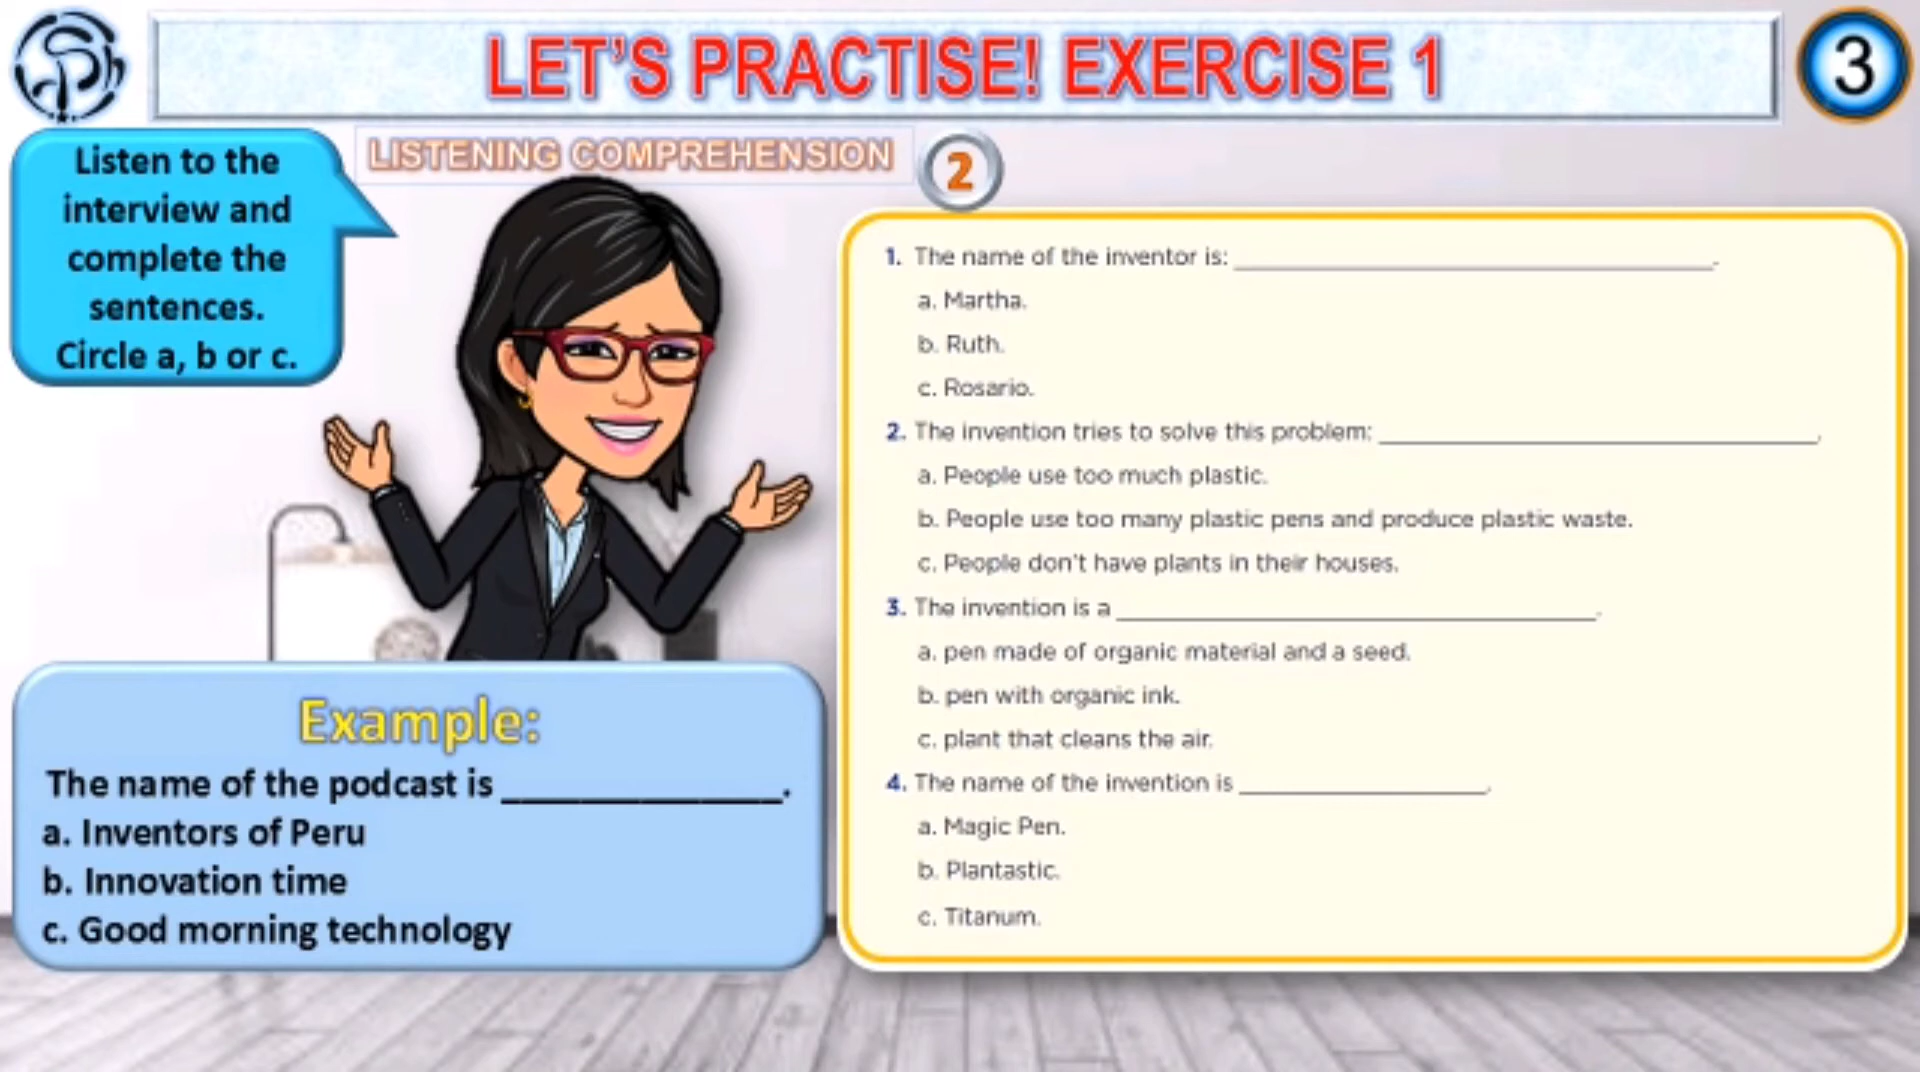 LET'S PRACTISE! EXERCISE 1
3
LISTENING COMPREHENSION
2
Listen to the
interview and
complete the
sentences.
Circle a, b or c.
Example:
The name of the podcast is ______________.
a. Inventors of Peru
b. Innovation time
c. Good morning technology
1. The name of the inventor is: ______________________________.
a. Martha.
b. Ruth.
c. Rosario.
2. The invention tries to solve this problem: ___________________________.
a. People use too much plastic.
b. People use too many plastic pens and produce plastic waste.
c. People don't have plants in their houses.
3. The invention is a ______________________________.
a. pen made of organic material and a seed.
b. pen with organic ink.
c. plant that cleans the air.
4. The name of the invention is ________________.
a. Magic Pen.
b. Plantastic.
c. Titanum.